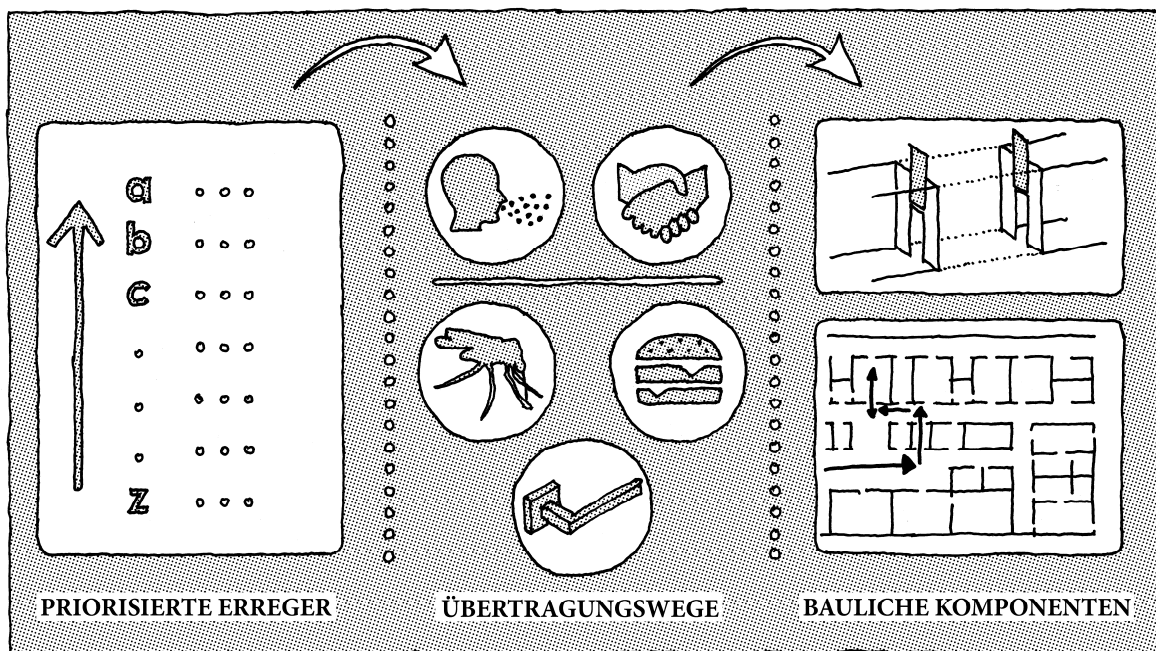 a ...
b ...
c ...
. ...
. ...
. ...
z ...
PRIORISIERTE ERREGER
ÜBERTRAGUNGSWEGE
BAULICHE KOMPONENTEN